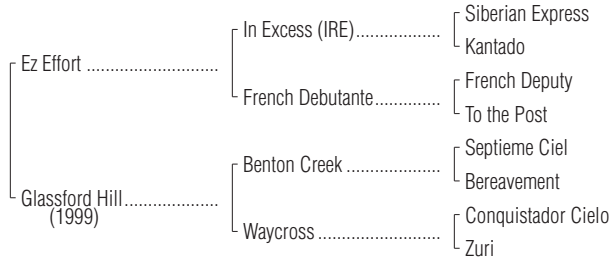 Siberian Express
In Excess (IRE)...................
Kantado
Ez Effort ..............................
French Deputy
French Debutante...............
To the Post
Septieme Ciel
Benton Creek .....................
Bereavement
Glassford Hill.....................
(1999)
Conquistador Cielo
Waycross ...........................
Zuri